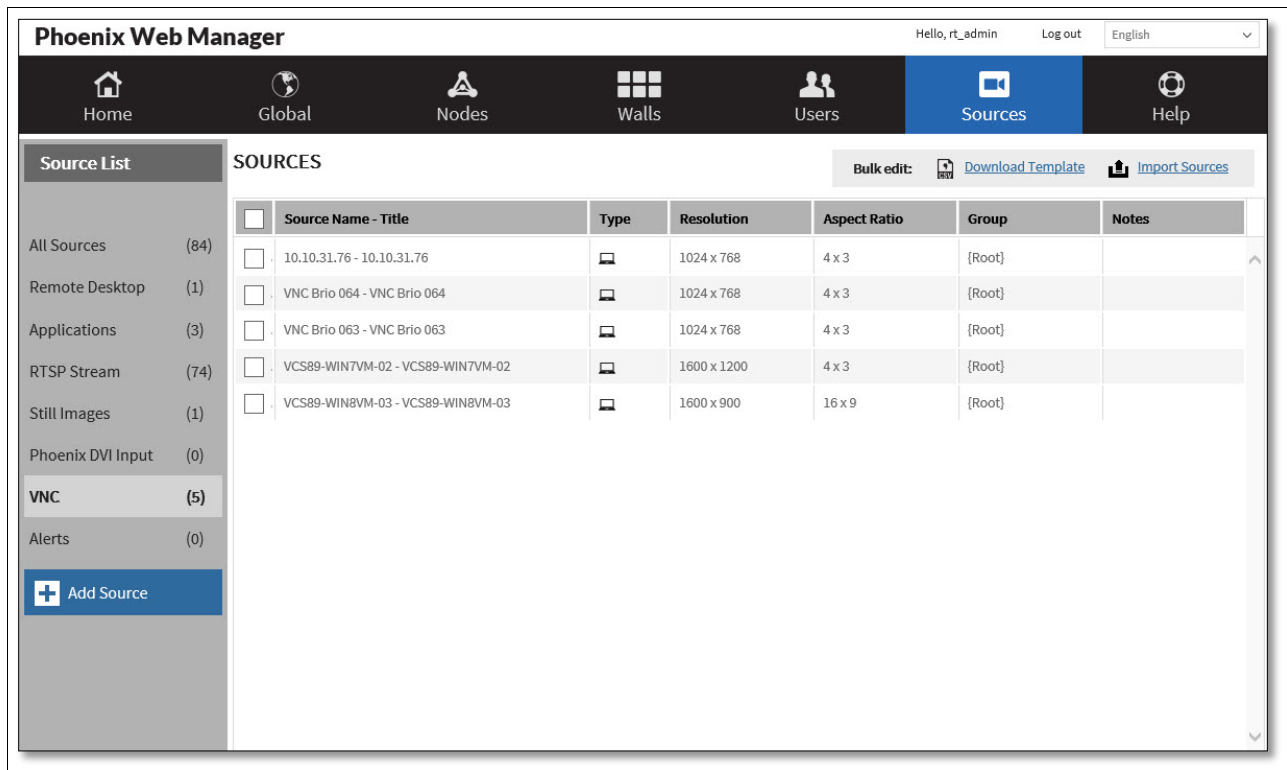 Phoenix Web Manager
Hello, rt_admin Log out English
Home Global Nodes Walls Users Sources Help
Source List
SOURCES
Bulk edit: CSV Download Template Import Sources
Source Name - Title Type Resolution Aspect Ratio Group Notes
All Sources (84)
Remote Desktop (1)
Applications (3)
RTSP Stream (74)
Still Images (1)
Phoenix DVI Input (0)
VNC (5)
Alerts (0)
Add Source
10.10.31.76 - 10.10.31.76 1024 x 768 4 x 3 {Root}
VNC Brio 064 - VNC Brio 064 1024 x 768 4 x 3 {Root}
VNC Brio 063 - VNC Brio 063 1024 x 768 4 x 3 {Root}
VCS89-WIN7VM-02 - VCS89-WIN7VM-02 1600 x 1200 4 x 3 {Root}
VCS89-WIN8VM-03 - VCS89-WIN8VM-03 1600 x 900 16 x 9 {Root}